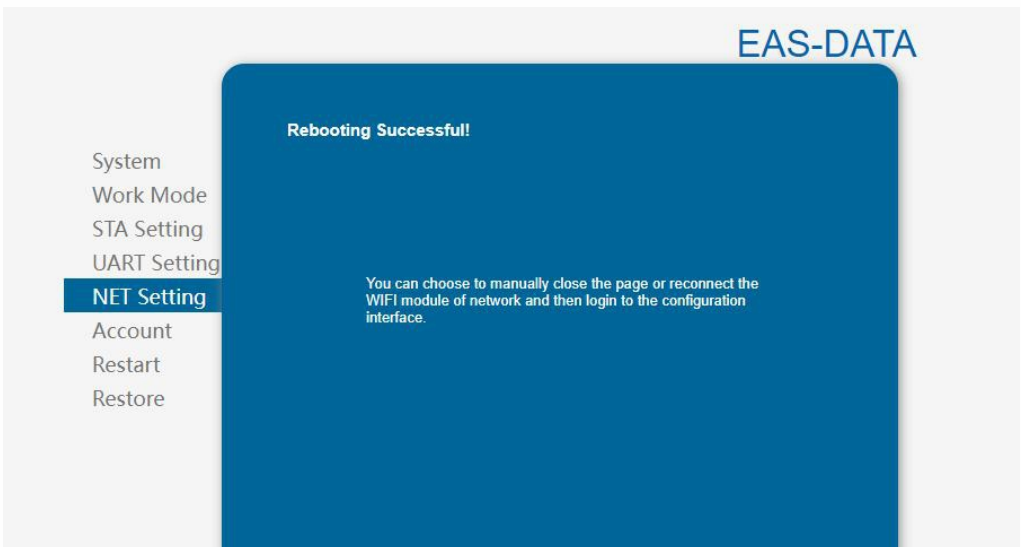 EAS-DATA
System
Work Mode
STA Setting
UART Setting
NET Setting
Account
Restart
Restore
Rebooting Successful!
You can choose to manually close the page or reconnect the
WIFI module of network and then login to the configuration
interface.